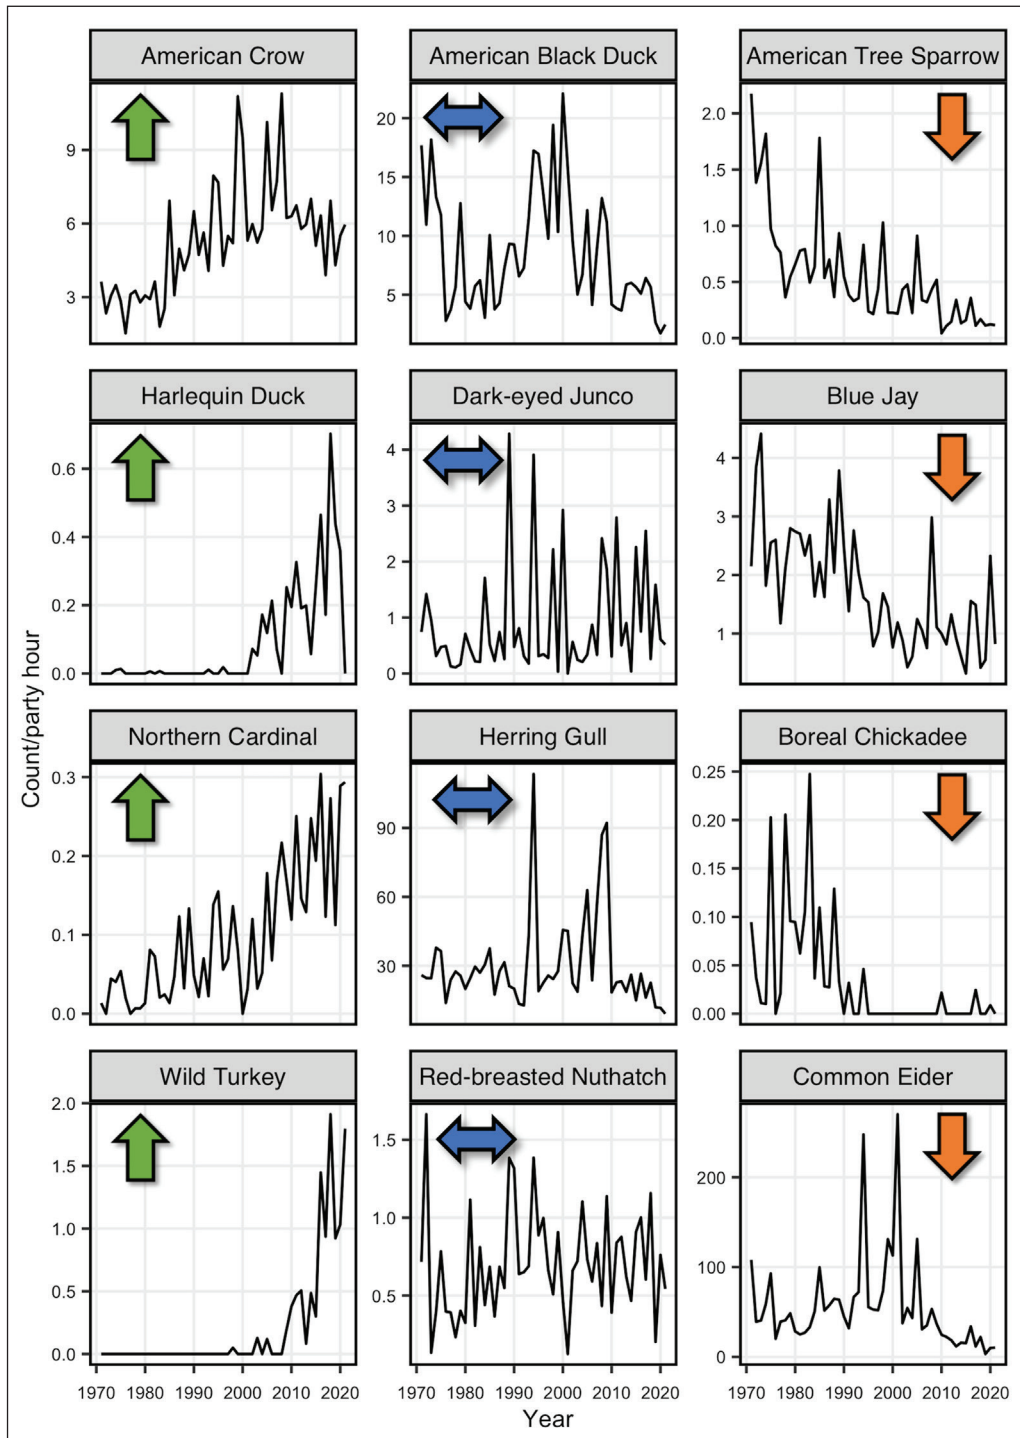 American Crow
American Black Duck
American Tree Sparrow
9
6
3
20
15
10
5
2.0
1.5
1.0
0.5
0.0
Harlequin Duck
Dark-eyed Junco
Blue Jay
0.6
0.4
0.2
0.0
4
3
2
1
0
4
3
2
1
Count/party hour
Northern Cardinal
Herring Gull
Boreal Chickadee
0.3
0.2
0.1
0.0
90
60
30
0.25
0.20
0.15
0.10
0.05
0.00
Wild Turkey
Red-breasted Nuthatch
Common Eider
2.0
1.5
1.0
0.5
0.0
1.5
1.0
0.5
200
100
0
1970 1980 1990 2000 2010 2020
1970 1980 1990 2000 2010 2020
1970 1980 1990 2000 2010 2020
Year